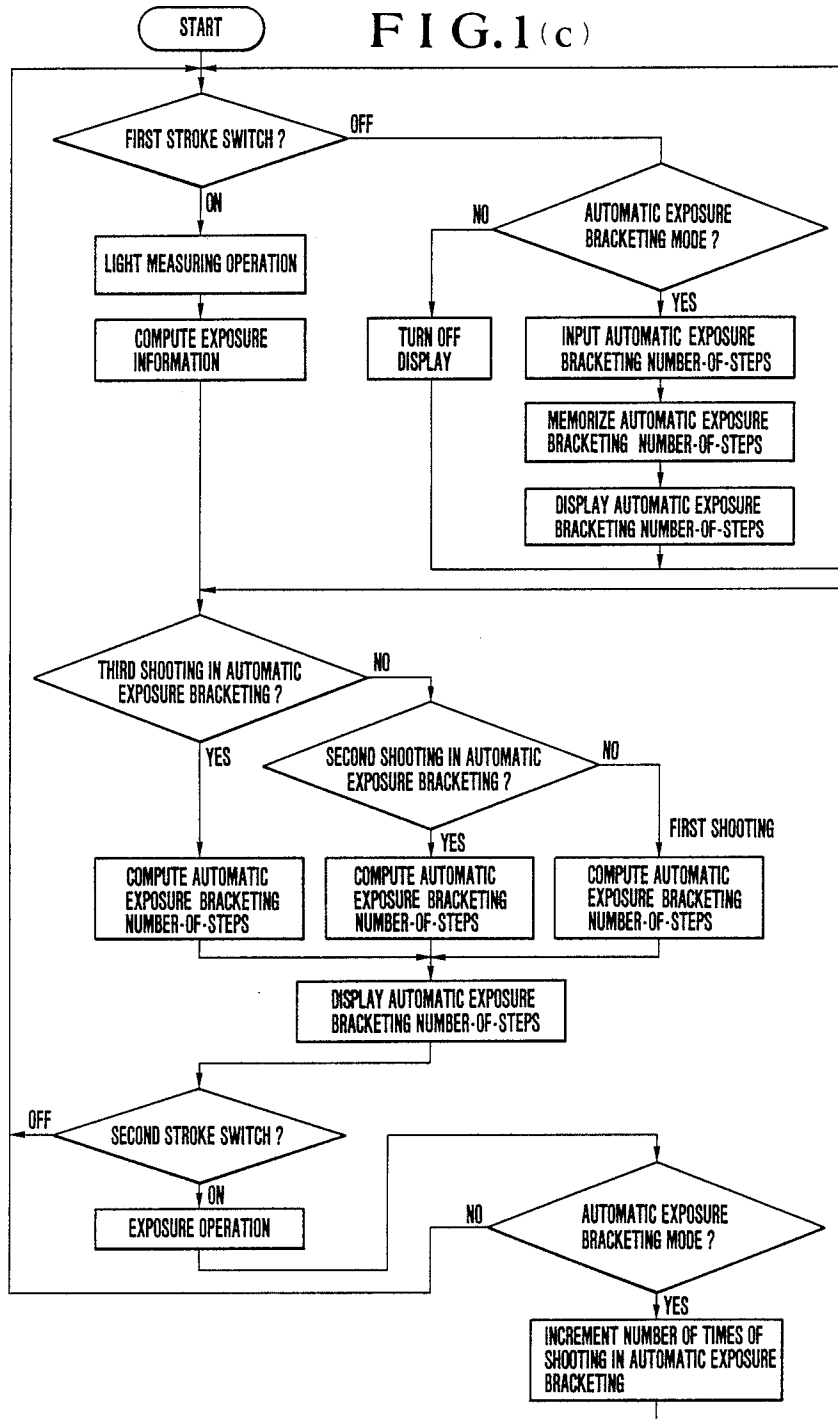 START
FIG.1(c)
FIRST STROKE SWITCH ?
OFF
ON
AUTOMATIC EXPOSURE
BRACKETING MODE ?
NO
YES
LIGHT MEASURING OPERATION
COMPUTE EXPOSURE
INFORMATION
TURN OFF
DISPLAY
INPUT AUTOMATIC EXPOSURE
BRACKETING NUMBER-OF-STEPS
MEMORIZE AUTOMATIC EXPOSURE
BRACKETING NUMBER-OF-STEPS
DISPLAY AUTOMATIC EXPOSURE
BRACKETING NUMBER-OF-STEPS
THIRD SHOOTING IN AUTOMATIC
EXPOSURE BRACKETING ?
NO
YES
SECOND SHOOTING IN AUTOMATIC
EXPOSURE BRACKETING ?
NO
YES
FIRST SHOOTING
COMPUTE AUTOMATIC
EXPOSURE BRACKETING
NUMBER-OF-STEPS
COMPUTE AUTOMATIC
EXPOSURE BRACKETING
NUMBER-OF-STEPS
COMPUTE AUTOMATIC
EXPOSURE BRACKETING
NUMBER-OF-STEPS
DISPLAY AUTOMATIC EXPOSURE
BRACKETING NUMBER-OF-STEPS
OFF
SECOND STROKE SWITCH ?
ON
EXPOSURE OPERATION
NO
AUTOMATIC EXPOSURE
BRACKETING MODE ?
YES
INCREMENT NUMBER OF TIMES OF
SHOOTING IN AUTOMATIC EXPOSURE
BRACKETING